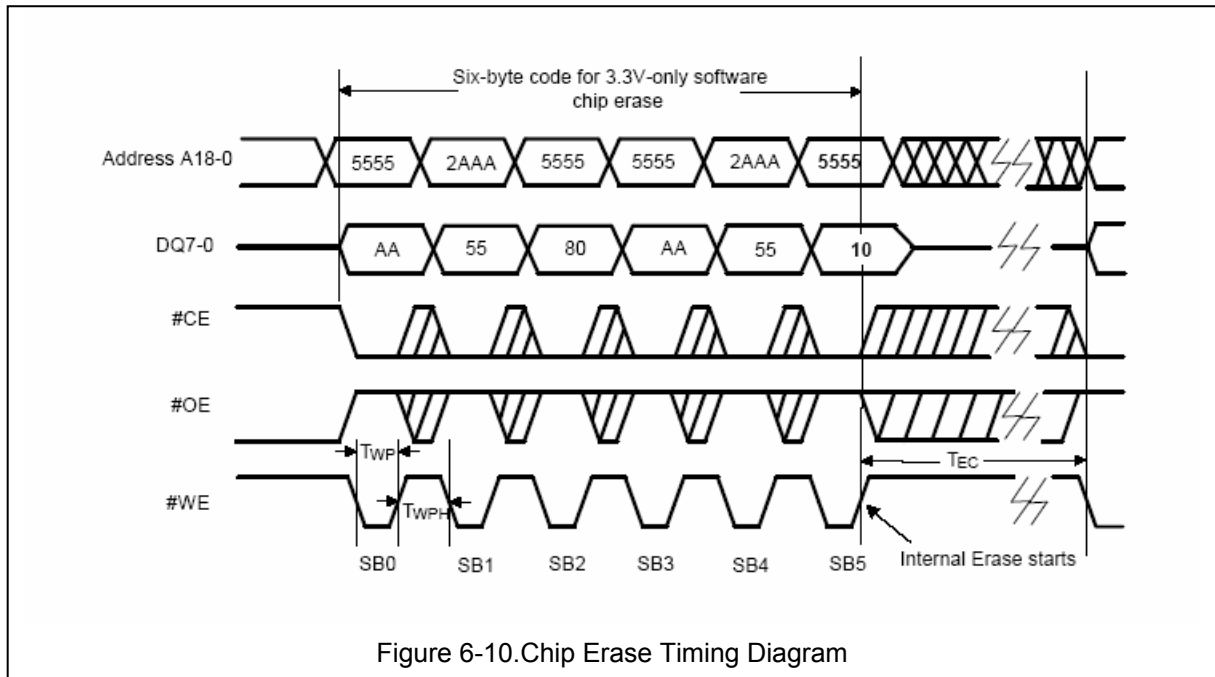 Six-byte code for 3.3V-only software
chip erase
Address A18-0
5555
2AAA
5555
5555
2AAA
5555
DQ7-0
AA
55
80
AA
55
10
#CE
#OE
TWP
TEC
#WE
TWPH
SB0
SB1
SB2
SB3
SB4
SB5
Internal Erase starts
Figure 6-10.Chip Erase Timing Diagram